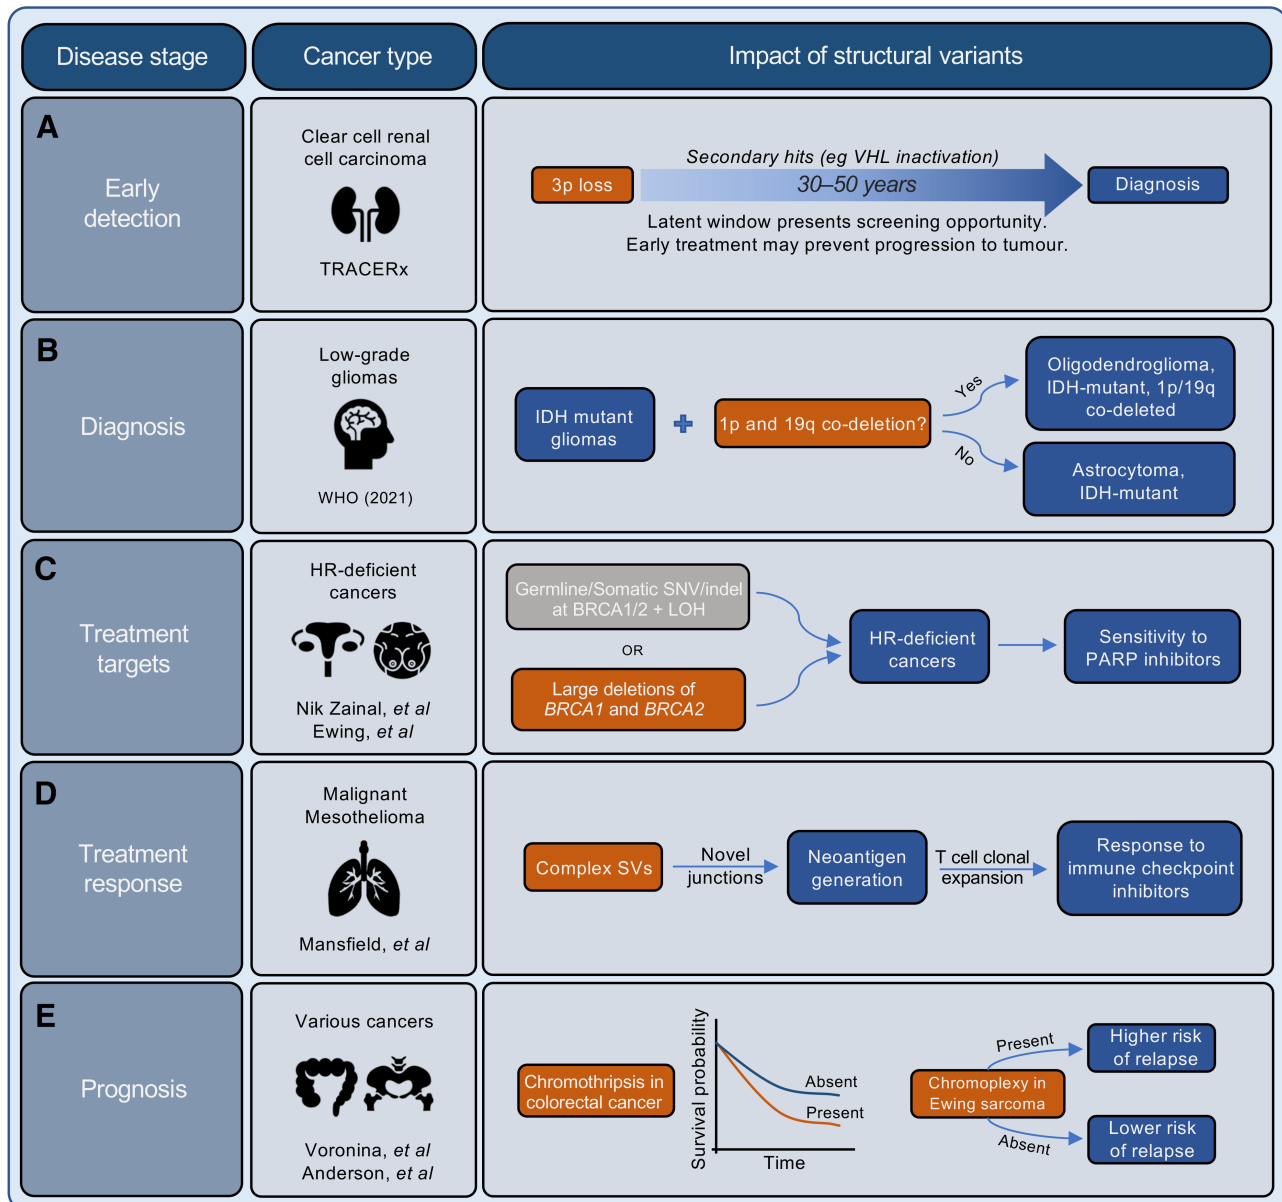 Disease stage
Cancer type
Impact of structural variants
A
Early
detection
Clear cell renal
cell carcinoma
TRACERx
3p loss
Secondary hits (eg VHL inactivation)
30–50 years
Diagnosis
Latent window presents screening opportunity.
Early treatment may prevent progression to tumour.
B
Diagnosis
Low-grade
gliomas
WHO (2021)
IDH mutant
gliomas
1p and 19q co-deletion?
Yes
No
Oligodendroglioma,
IDH-mutant, 1p/19q
co-deleted
Astrocytoma,
IDH-mutant
C
Treatment
targets
HR-deficient
cancers
Nik Zainal, et al
Ewing, et al
Germline/Somatic SNV/indel
at BRCA1/2 + LOH
OR
Large deletions of
BRCA1 and BRCA2
HR-deficient
cancers
Sensitivity to
PARP inhibitors
D
Treatment
response
Malignant
Mesothelioma
Mansfield, et al
Complex SVs
Novel
junctions
Neoantigen
generation
T cell clonal
expansion
Response to
immune checkpoint
inhibitors
E
Prognosis
Various cancers
Voronina, et al
Anderson, et al
Chromothripsis in
colorectal cancer
Survival probability
Absent
Present
Time
Chromoplexy in
Ewing sarcoma
Present
Absent
Higher risk
of relapse
Lower risk
of relapse